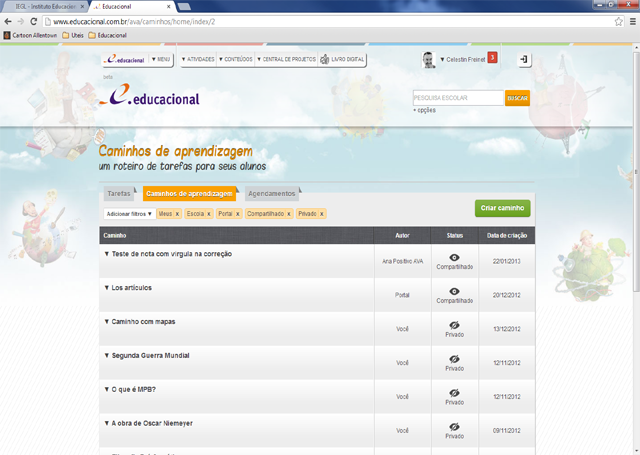 IEGL - Instituto Educacion
Educacional
www.educacional.com.br/ava/caminhos/home/index/2
Cartoon Allentown Uteis Educacional
e.educacional ▼ MENU ▼ ATIVIDADES ▼ CONTEÚDOS ▼ CENTRAL DE PROJETOS LIVRO DIGITAL ▼ Celestin Freinet 3
beta
e.educacional
PESQUISA ESCOLAR BUSCAR
+ opções
Caminhos de aprendizagem
um roteiro de tarefas para seus alunos
Tarefas Caminhos de aprendizagem Agendamentos
Criar caminho
Adicionar filtros ▼ Meus x Escola x Portal x Compartilhado x Privado x
Caminho Autor Status Data de criação
▼ Teste de nota com virgula na correção Ana Positivo AVA Compartilhado 22/01/2013
▼ Los artículos Portal Compartilhado 20/12/2012
▼ Caminho com mapas Você Privado 13/12/2012
▼ Segunda Guerra Mundial Você Privado 12/11/2012
▼ O que é MPB? Você Privado 12/11/2012
▼ A obra de Oscar Niemeyer Você Privado 09/11/2012